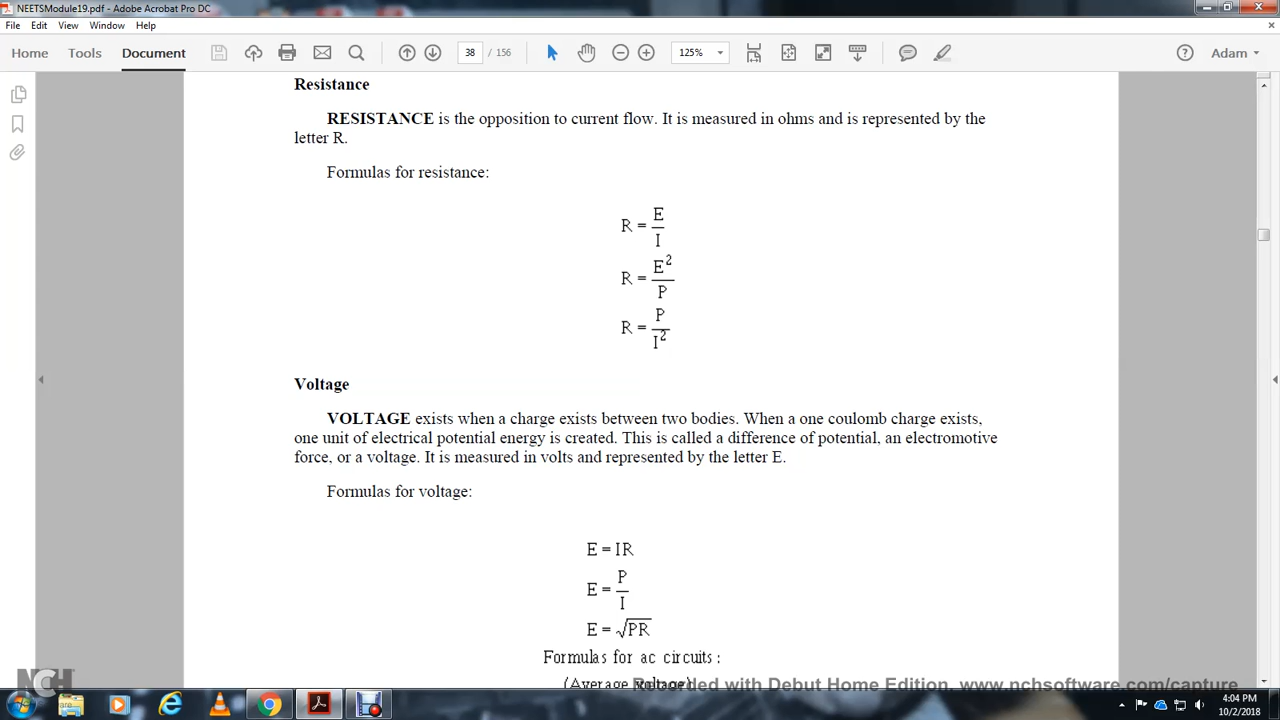 NEETSModule19.pdf - Adobe Acrobat Pro DC
File Edit View Window Help
Home Tools Document 38 / 156 125% Adam
Resistance
RESISTANCE is the opposition to current flow. It is measured in ohms and is represented by the
letter R.
Formulas for resistance:
R = E/I
R = E²/P
R = P/I²
Voltage
VOLTAGE exists when a charge exists between two bodies. When a one coulomb charge exists,
one unit of electrical potential energy is created. This is called a difference of potential, an electromotive
force, or a voltage. It is measured in volts and represented by the letter E.
Formulas for voltage:
E = IR
E = P/I
E = √PR
Formulas for ac circuits :
(Average voltage)
NCH
Recorded with Debut Home Edition. www.nchsoftware.com/capture
4:04 PM
10/2/2018